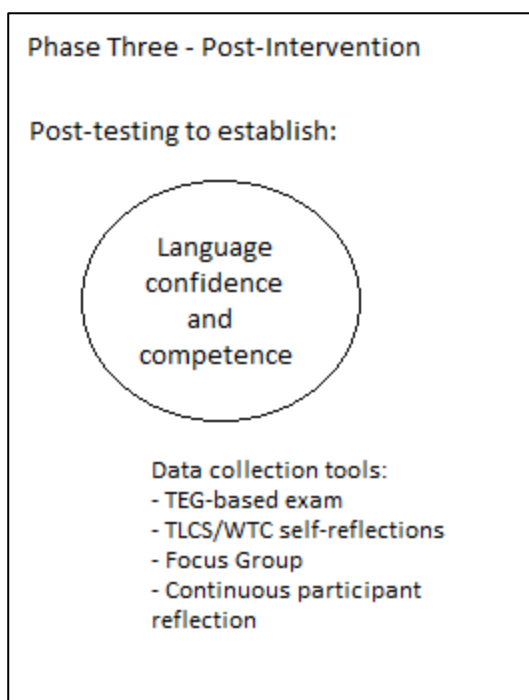 Phase Three - Post-Intervention
Post-testing to establish:
Language
confidence
and
competence
Data collection tools:
- TEG-based exam
- TLCS/WTC self-reflections
- Focus Group
- Continuous participant
reflection